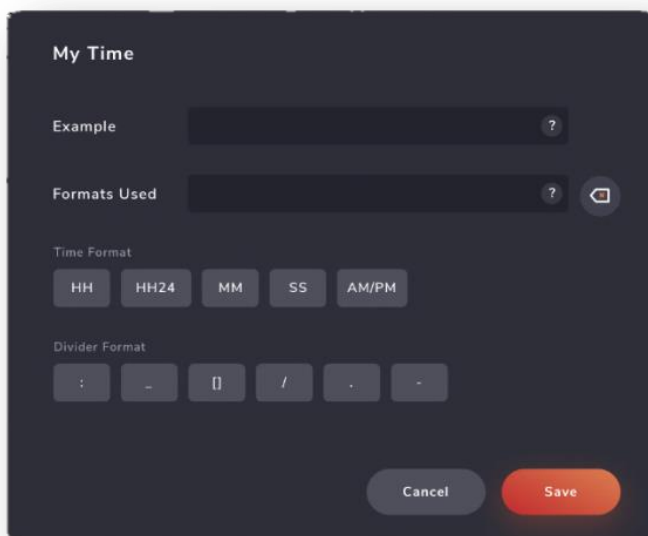 My Time
Example ?
Formats Used ?
Time Format
HH HH24 MM SS AM/PM
Divider Format
: _ [] / . -
Cancel Save